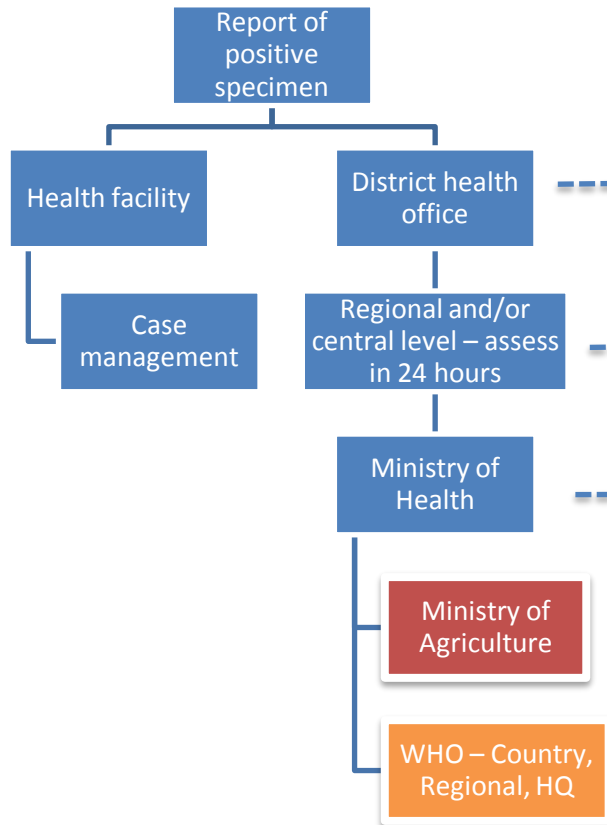 Report of
positive
specimen
Health facility
District health
office
Case
management
Regional and/or
central level – assess
in 24 hours
Ministry of
Health
Ministry of
Agriculture
WHO – Country,
Regional, HQ